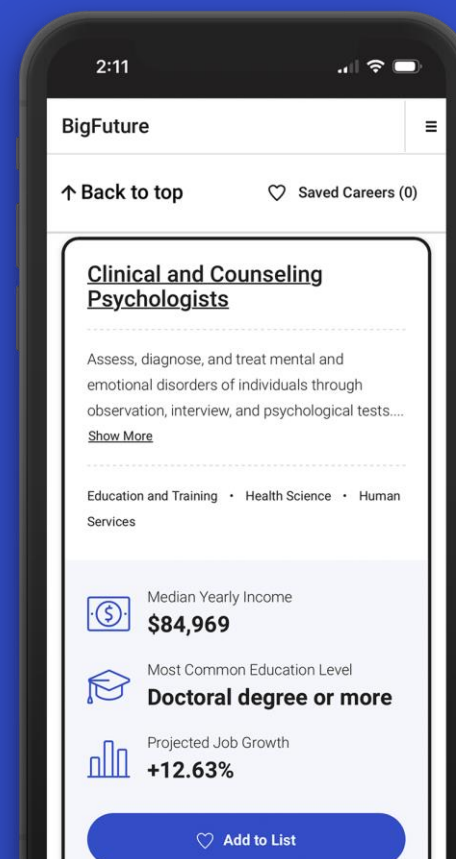 2:11
BigFuture
↑ Back to top
Saved Careers (0)
Clinical and Counseling
Psychologists
Assess, diagnose, and treat mental and
emotional disorders of individuals through
observation, interview, and psychological tests....
Show More
Education and Training • Health Science • Human
Services
Median Yearly Income
$84,969
Most Common Education Level
Doctoral degree or more
Projected Job Growth
+12.63%
Add to List